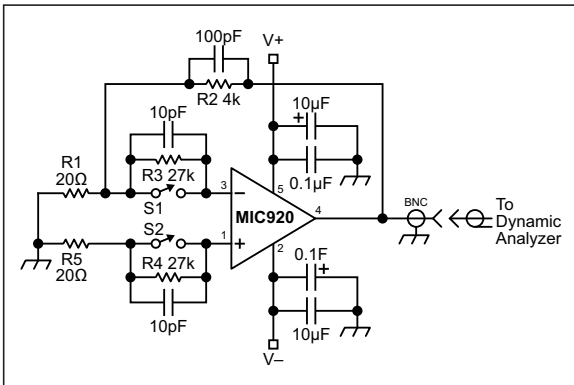 100pF
V+
R2 4k
10pF
10µF
+
R1
20Ω
R3 27k
0.1µF
3
−
5
S1
MIC920
4
BNC
To
Dynamic
Analyzer
S2
1
+
2
R5
20Ω
R4 27k
0.1F
+
10pF
10µF
V–